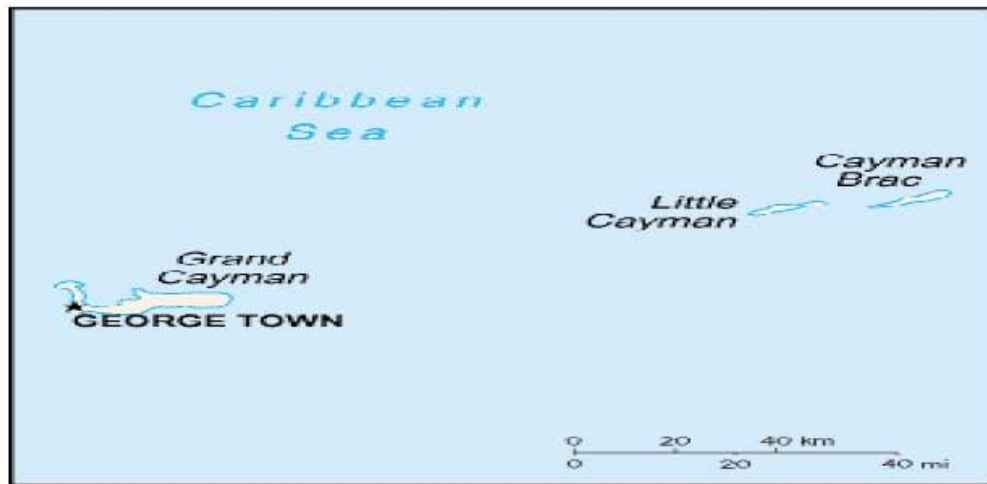 Caribbean
Sea
Cayman
Brac
Little
Cayman
Grand
Cayman
GEORGE TOWN
0 20 40 km
0 20 40 mi